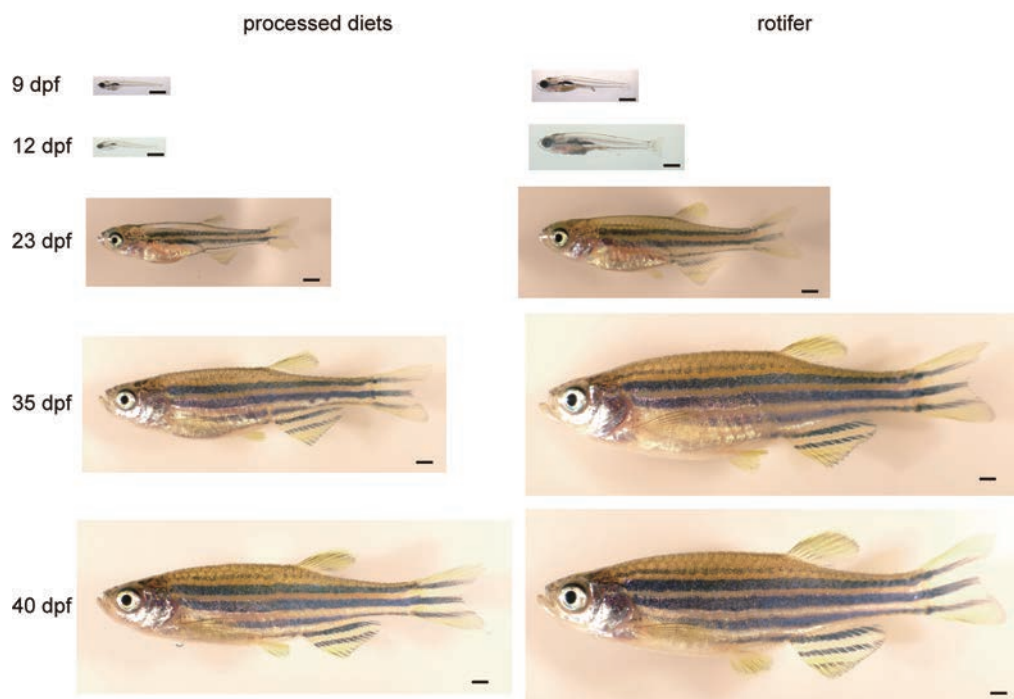 processed diets
rotifer
9 dpf
12 dpf
23 dpf
35 dpf
40 dpf